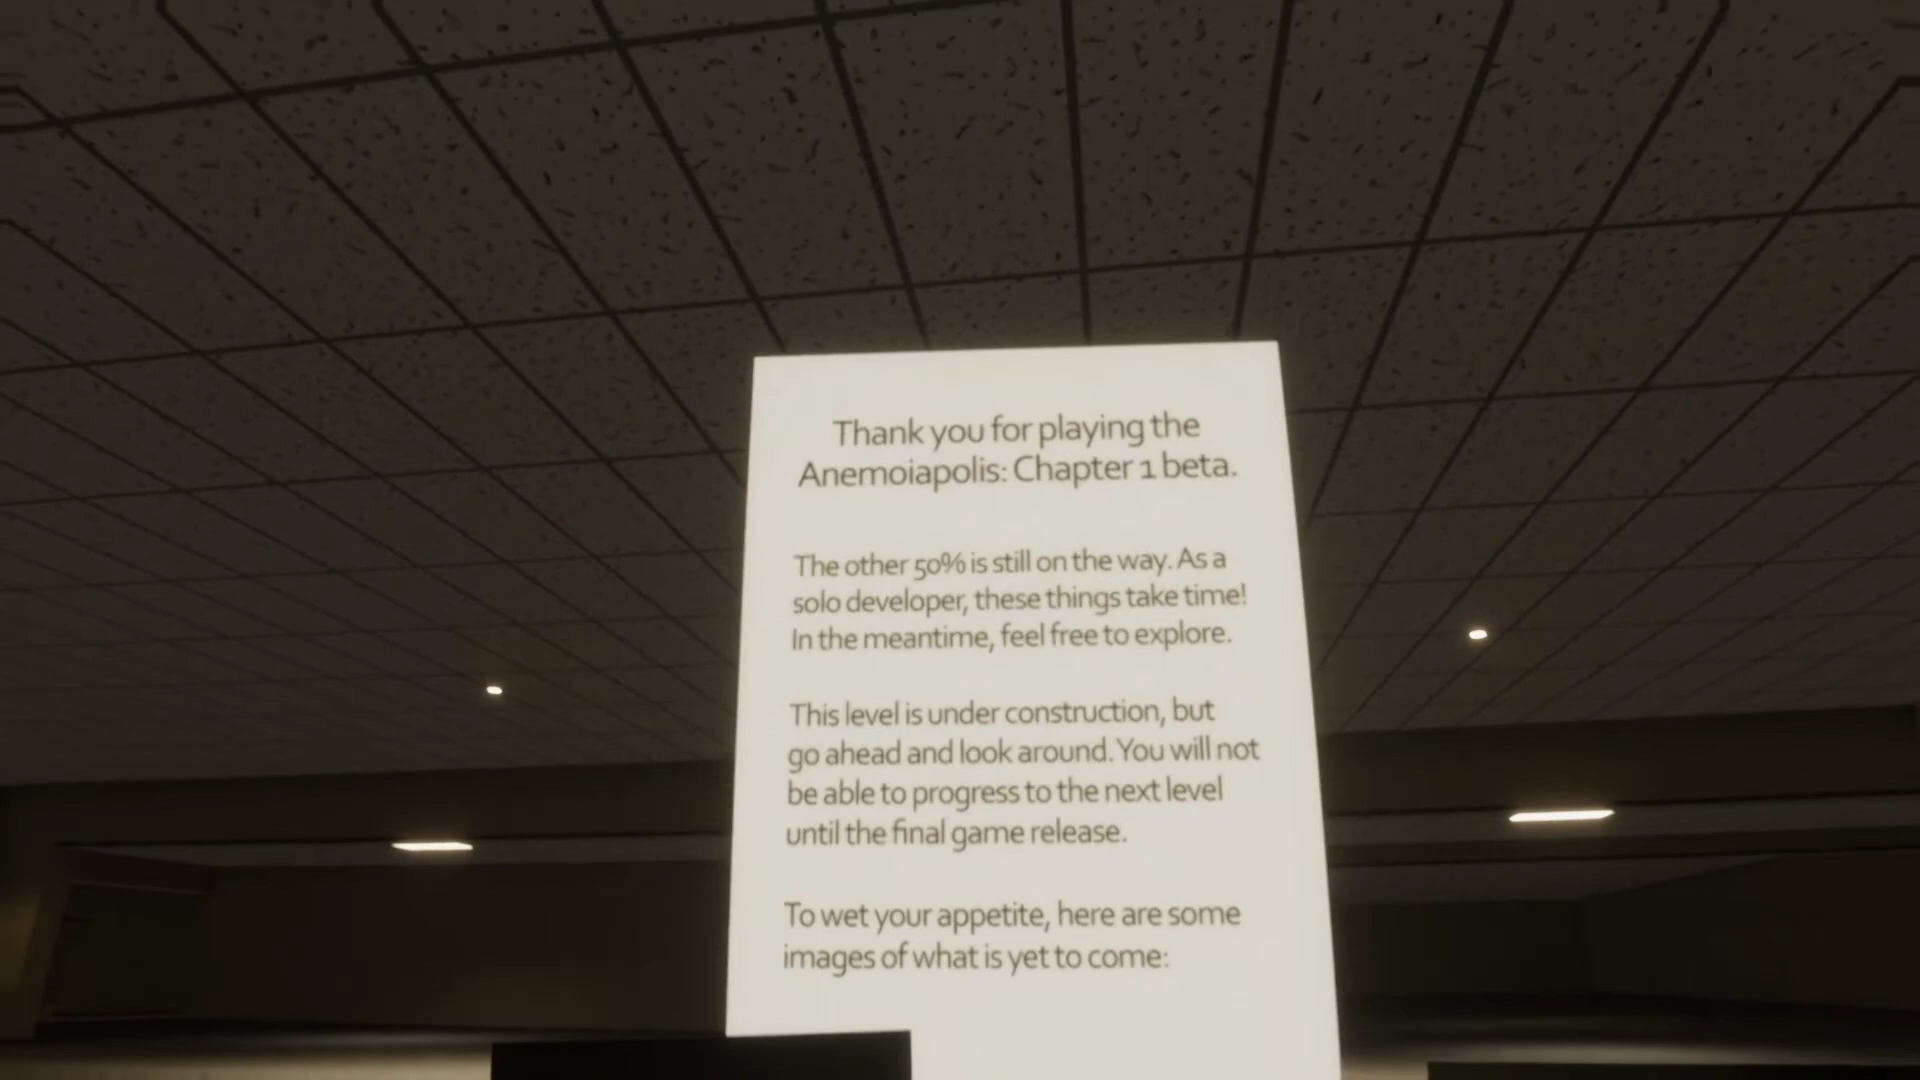 Thank you for playing the
Anemoiapolis: Chapter 1 beta.
The other 50% is still on the way. As a
solo developer, these things take time!
In the meantime, feel free to explore.
This level is under construction, but
go ahead and look around. You will not
be able to progress to the next level
until the final game release.
To wet your appetite, here are some
images of what is yet to come: